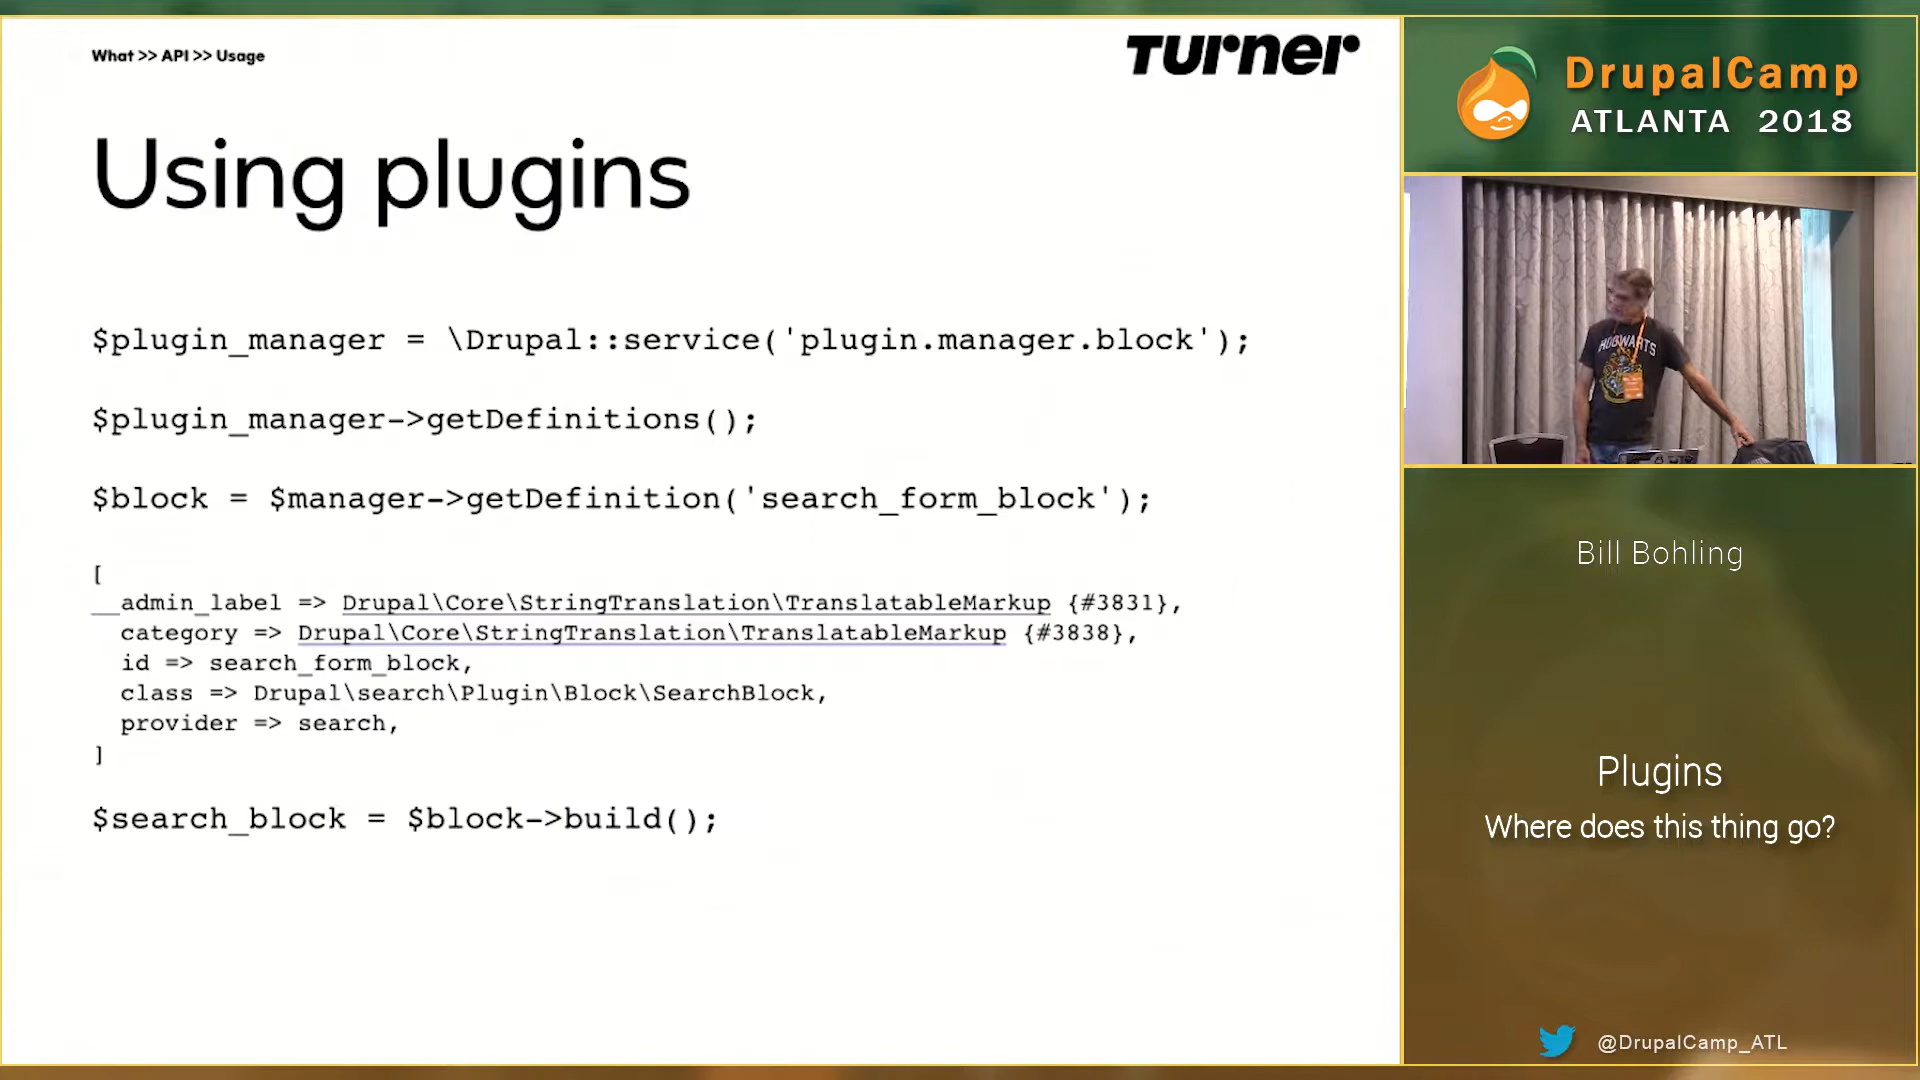 What >> API >> Usage
Turner
Using plugins
$plugin_manager = \Drupal::service('plugin.manager.block');
$plugin_manager->getDefinitions();
$block = $manager->getDefinition('search_form_block');
[
__admin_label => Drupal\Core\StringTranslation\TranslatableMarkup {#3831},
category => Drupal\Core\StringTranslation\TranslatableMarkup {#3838},
id => search_form_block,
class => Drupal\search\Plugin\Block\SearchBlock,
provider => search,
]
$search_block = $block->build();
DrupalCamp
ATLANTA 2018
HOGWARTS
Bill Bohling
Plugins
Where does this thing go?
@DrupalCamp_ATL